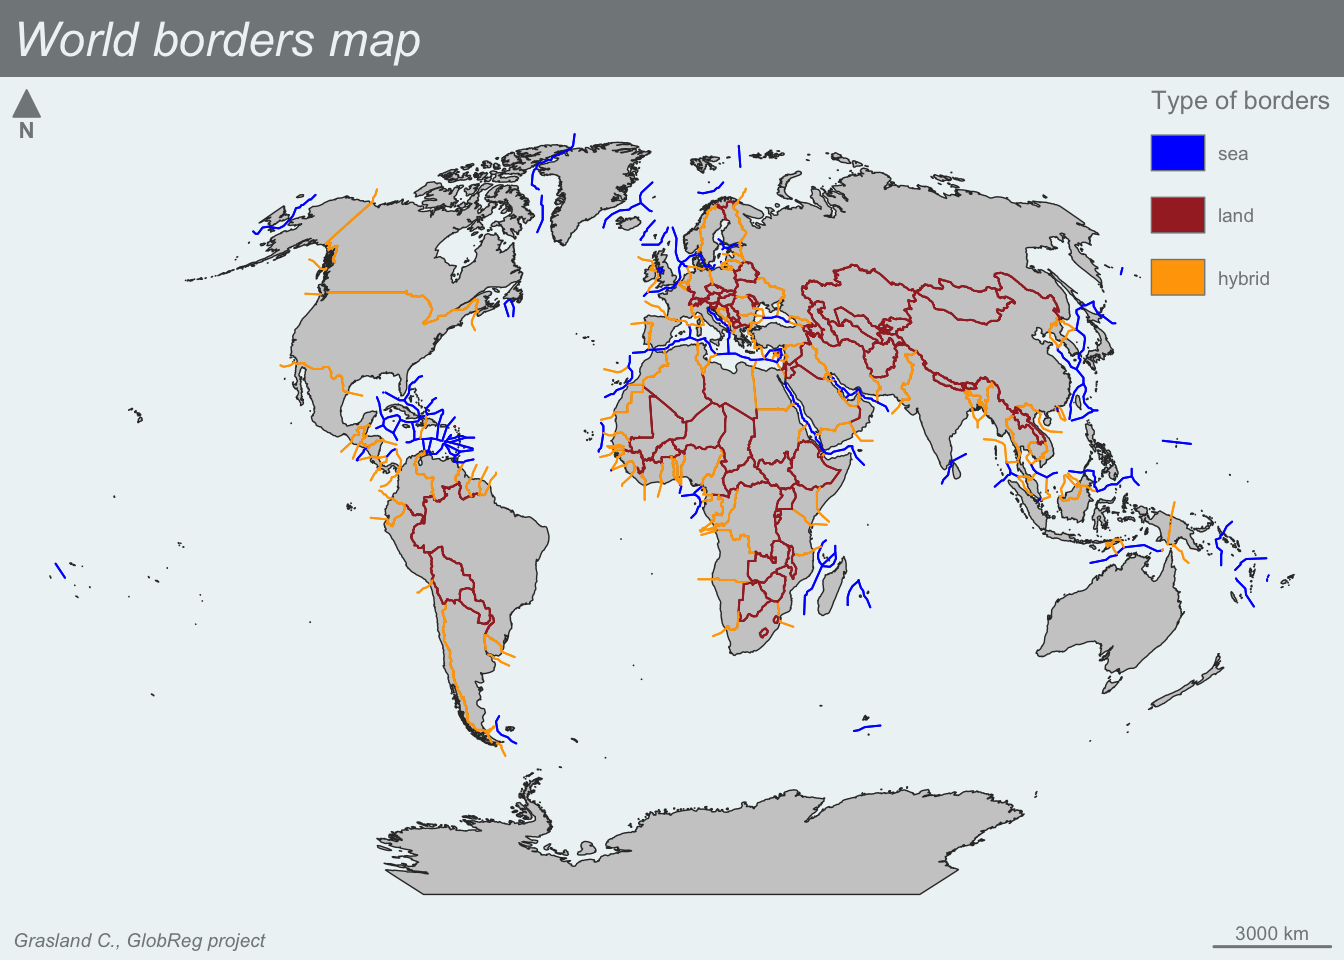 World borders map
N
Type of borders
sea
land
hybrid
Grasland C., GlobReg project
3000 km